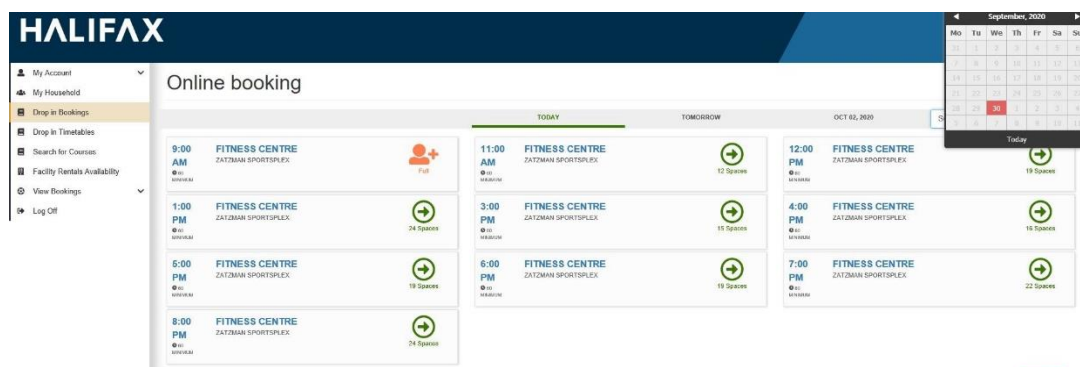 HALIFAX
My Account
My Household
Drop in Bookings
Drop in Timetables
Search for Courses
Facility Rentals Availability
View Bookings
Log Off
Online booking
TODAY
TOMORROW
OCT 02, 2020
September, 2020
Mo Tu We Th Fr Sa Su
30
Today
9:00 AM
FITNESS CENTRE
ZATZMAN SPORTSPLEX
Full
11:00 AM
FITNESS CENTRE
ZATZMAN SPORTSPLEX
12 Spaces
12:00 PM
FITNESS CENTRE
ZATZMAN SPORTSPLEX
19 Spaces
1:00 PM
FITNESS CENTRE
ZATZMAN SPORTSPLEX
24 Spaces
3:00 PM
FITNESS CENTRE
ZATZMAN SPORTSPLEX
15 Spaces
4:00 PM
FITNESS CENTRE
ZATZMAN SPORTSPLEX
16 Spaces
5:00 PM
FITNESS CENTRE
ZATZMAN SPORTSPLEX
19 Spaces
6:00 PM
FITNESS CENTRE
ZATZMAN SPORTSPLEX
19 Spaces
7:00 PM
FITNESS CENTRE
ZATZMAN SPORTSPLEX
22 Spaces
8:00 PM
FITNESS CENTRE
ZATZMAN SPORTSPLEX
24 Spaces